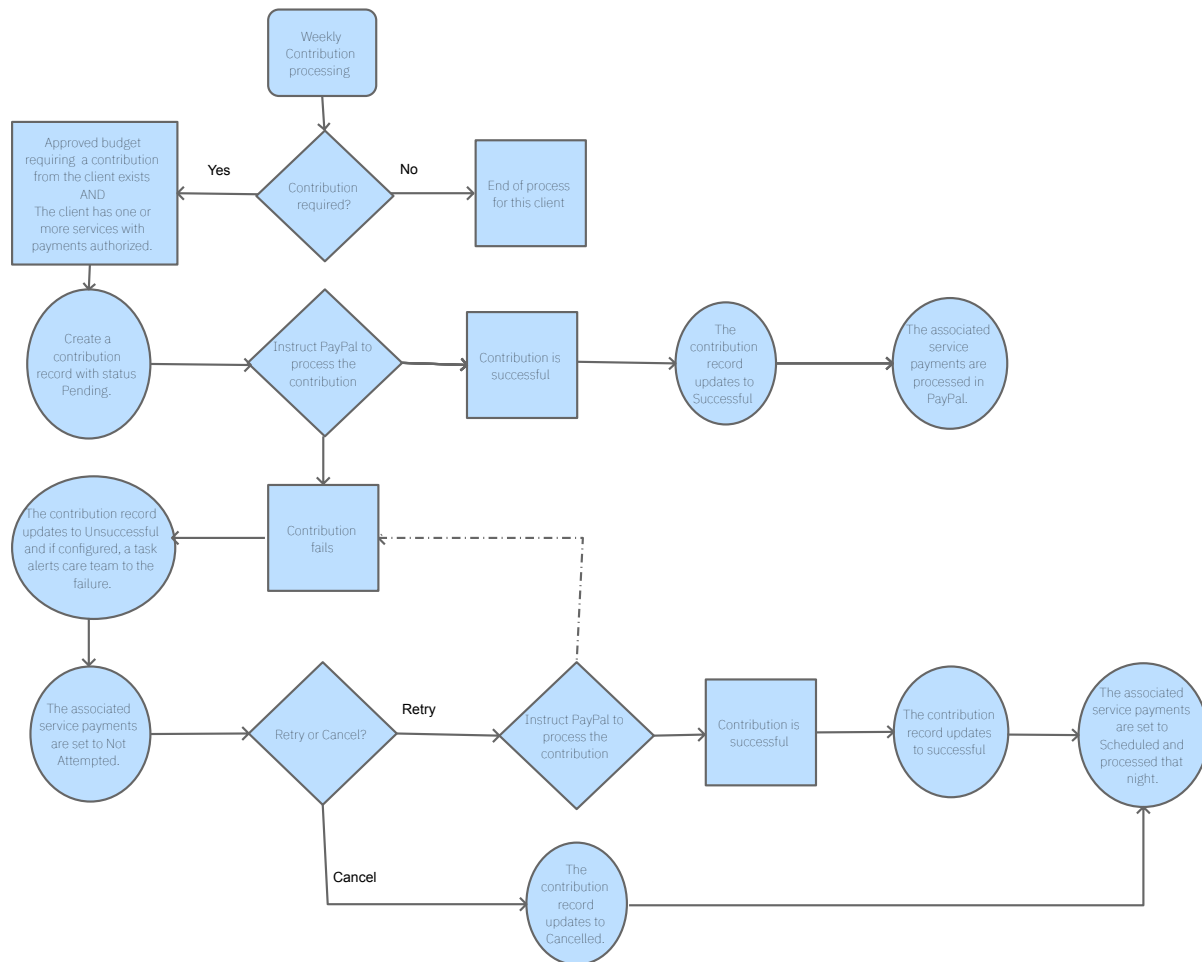 Weekly
Contribution
processing
Approved budget
requiring a contribution
from the client exists
AND
The client has one or
more services with
payments authorized.
Yes
Contribution
required?
No
End of process
for this client
Create a
contribution
record with status
Pending.
Instruct PayPal to
process the
contribution
Contribution is
successful
The
contribution
record
updates to
Successful
The associated
service
payments are
processed in
PayPal.
The contribution record
updates to Unsuccessful
and if configured, a task
alerts care team to the
failure.
Contribution
fails
The associated
service payments
are set to Not
Attempted.
Retry or Cancel?
Retry
Instruct PayPal to
process the
contribution
Contribution is
successful
The contribution
record updates
to successful
The associated
service payments
are set to
Scheduled and
processed that
night.
Cancel
The
contribution
record
updates to
Cancelled.